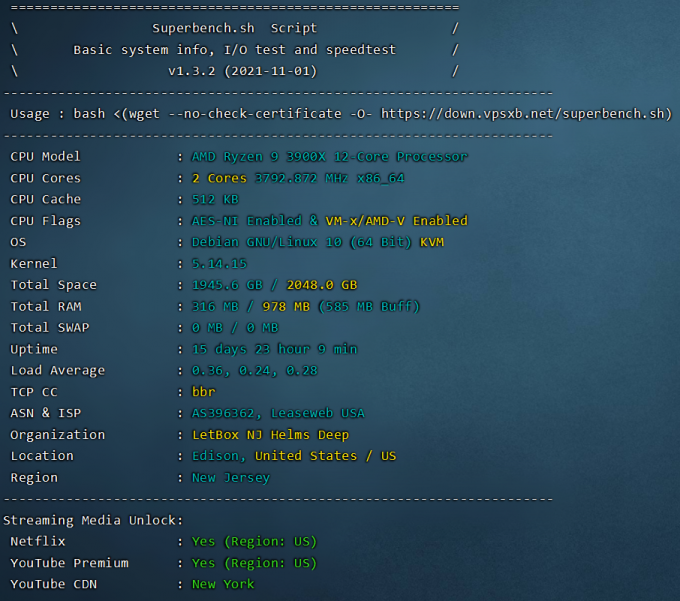 ============================================================
\ Superbench.sh Script /
\ Basic system info, I/O test and speedtest /
\ v1.3.2 (2021-11-01) /
----------------------------------------------------------------------
Usage : bash <(wget --no-check-certificate -O- https://down.vpsxb.net/superbench.sh)
----------------------------------------------------------------------
CPU Model : AMD Ryzen 9 3900X 12-Core Processor
CPU Cores : 2 Cores 3792.872 MHz x86_64
CPU Cache : 512 KB
CPU Flags : AES-NI Enabled & VM-x/AMD-V Enabled
OS : Debian GNU/Linux 10 (64 Bit) KVM
Kernel : 5.14.15
Total Space : 1945.6 GB / 2048.0 GB
Total RAM : 316 MB / 978 MB (585 MB Buff)
Total SWAP : 0 MB / 0 MB
Uptime : 15 days 23 hour 9 min
Load Average : 0.36, 0.24, 0.28
TCP CC : bbr
ASN & ISP : AS396362, LeaseWeb USA
Organization : LetBox NJ Helms Deep
Location : Edison, United States / US
Region : New Jersey
----------------------------------------------------------------------
Streaming Media Unlock:
Netflix : Yes (Region: US)
YouTube Premium : Yes (Region: US)
YouTube CDN : New York